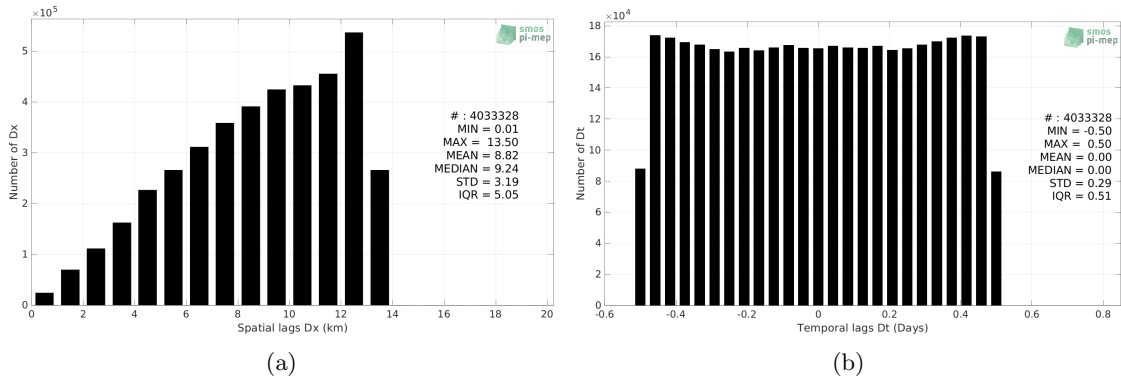 ×10⁵
5
4
3
2
1
0
Number of Dx
0 2 4 6 8 10 12 14 16 18 20
Spatial lags Dx (km)
smos
pi-mep
# : 4033328
MIN = 0.01
MAX = 13.50
MEAN = 8.82
MEDIAN = 9.24
STD = 3.19
IQR = 5.05
(a)
×10⁴
18
16
14
12
10
8
6
4
2
0
Number of Dt
-0.6 -0.4 -0.2 0 0.2 0.4 0.6 0.8
Temporal lags Dt (Days)
smos
pi-mep
# : 4033328
MIN = -0.50
MAX = 0.50
MEAN = 0.00
MEDIAN = 0.00
STD = 0.29
IQR = 0.51
(b)